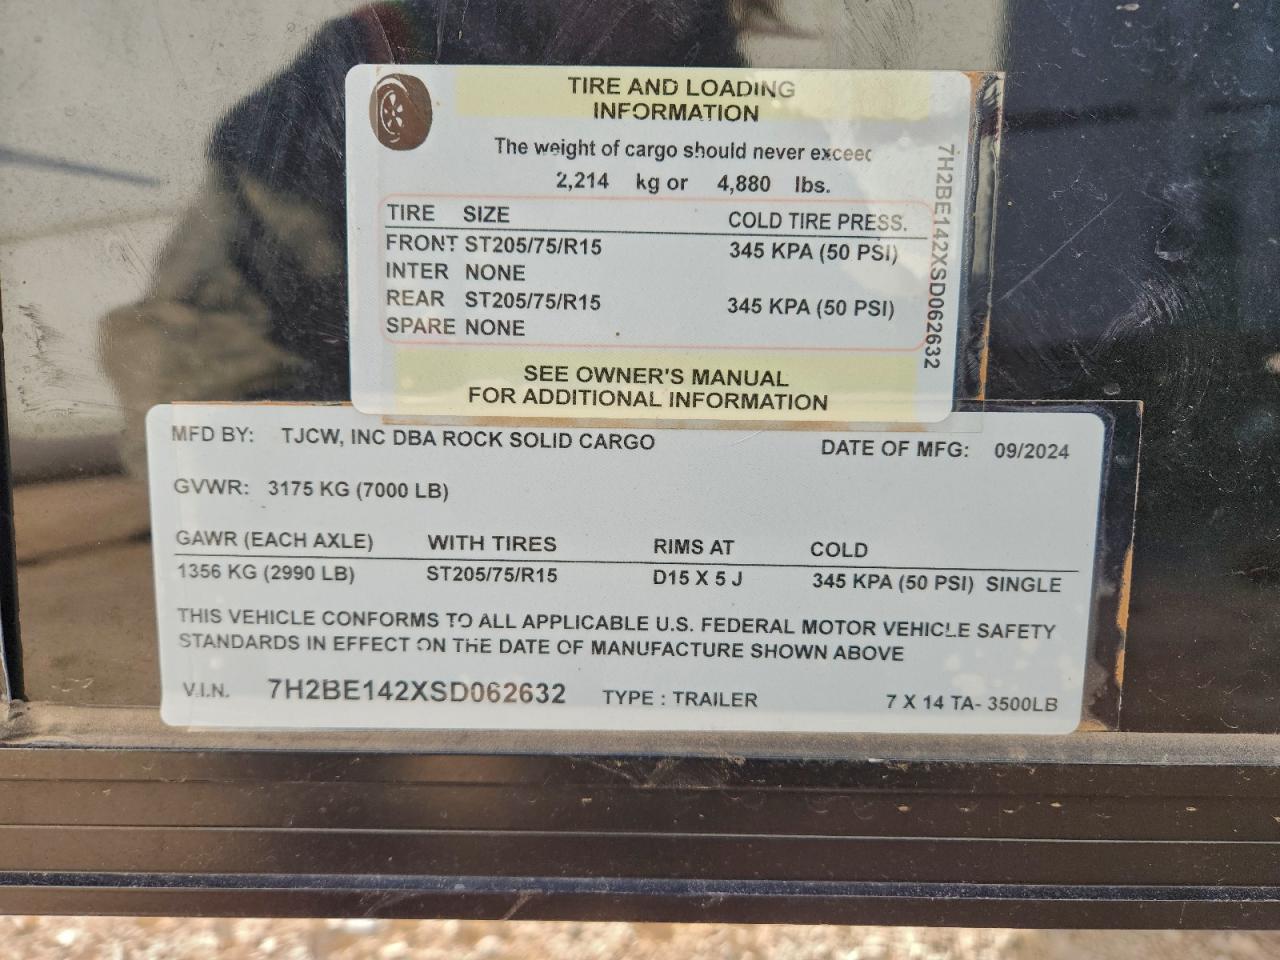 TIRE AND LOADING
INFORMATION
The weight of cargo should never exceed
2,214 kg or 4,880 lbs.
TIRE SIZE COLD TIRE PRESS.
FRONT ST205/75/R15 345 KPA (50 PSI)
INTER NONE
REAR ST205/75/R15 345 KPA (50 PSI)
SPARE NONE
SEE OWNER'S MANUAL
FOR ADDITIONAL INFORMATION
7H2BE142XSD062632
MFD BY: TJCW, INC DBA ROCK SOLID CARGO DATE OF MFG: 09/2024
GVWR: 3175 KG (7000 LB)
GAWR (EACH AXLE) WITH TIRES RIMS AT COLD
1356 KG (2990 LB) ST205/75/R15 D15 X 5 J 345 KPA (50 PSI) SINGLE
THIS VEHICLE CONFORMS TO ALL APPLICABLE U.S. FEDERAL MOTOR VEHICLE SAFETY
STANDARDS IN EFFECT ON THE DATE OF MANUFACTURE SHOWN ABOVE
V.I.N. 7H2BE142XSD062632 TYPE : TRAILER 7 X 14 TA- 3500LB